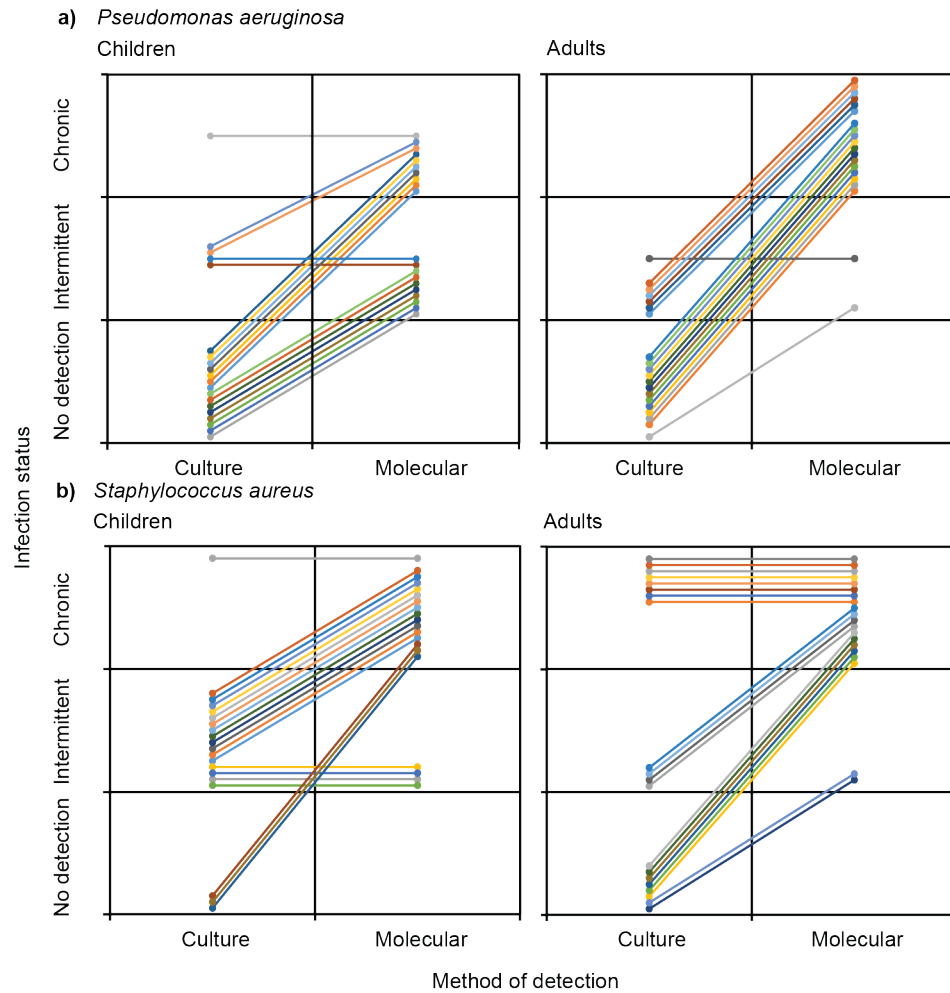 a) Pseudomonas aeruginosa
Children
Adults
Chronic
Intermittent
No detection
Culture
Molecular
Culture
Molecular
b) Staphylococcus aureus
Children
Adults
Infection status
Chronic
Intermittent
No detection
Culture
Molecular
Culture
Molecular
Method of detection